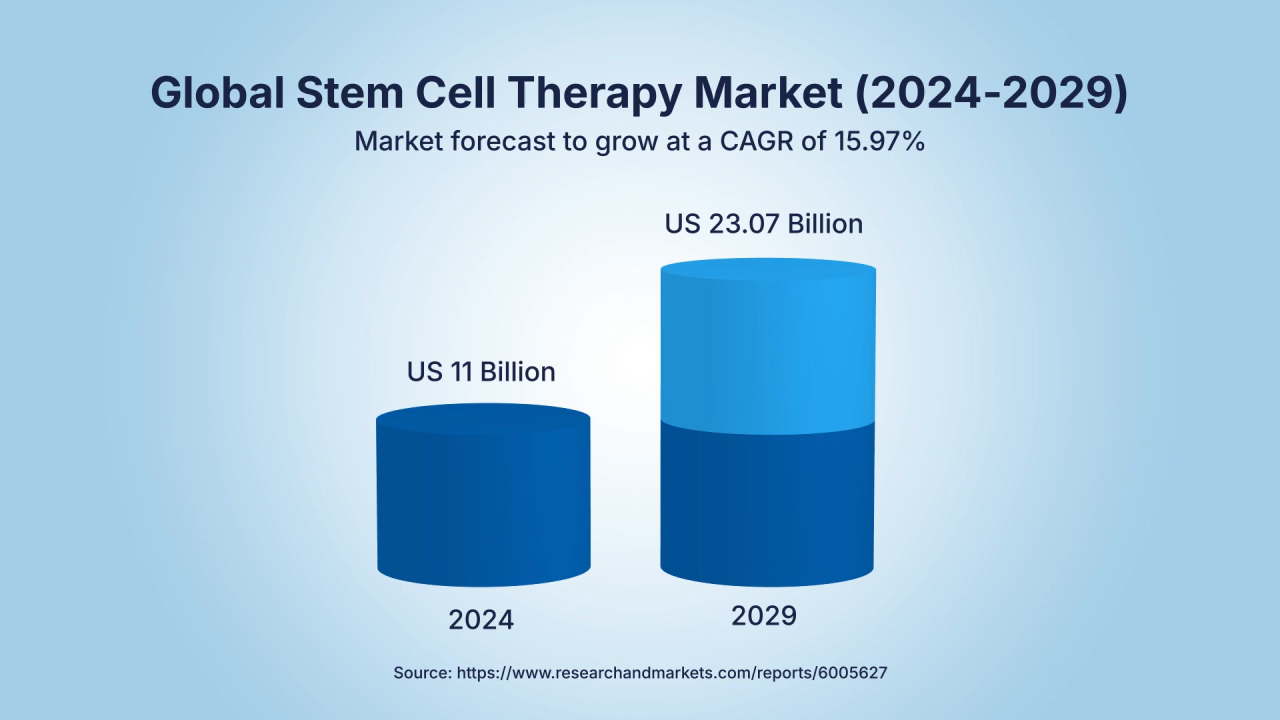 Global Stem Cell Therapy Market (2024-2029)
Market forecast to grow at a CAGR of 15.97%
US 23.07 Billion
US 11 Billion
2024
2029
Source: https://www.researchandmarkets.com/reports/6005627